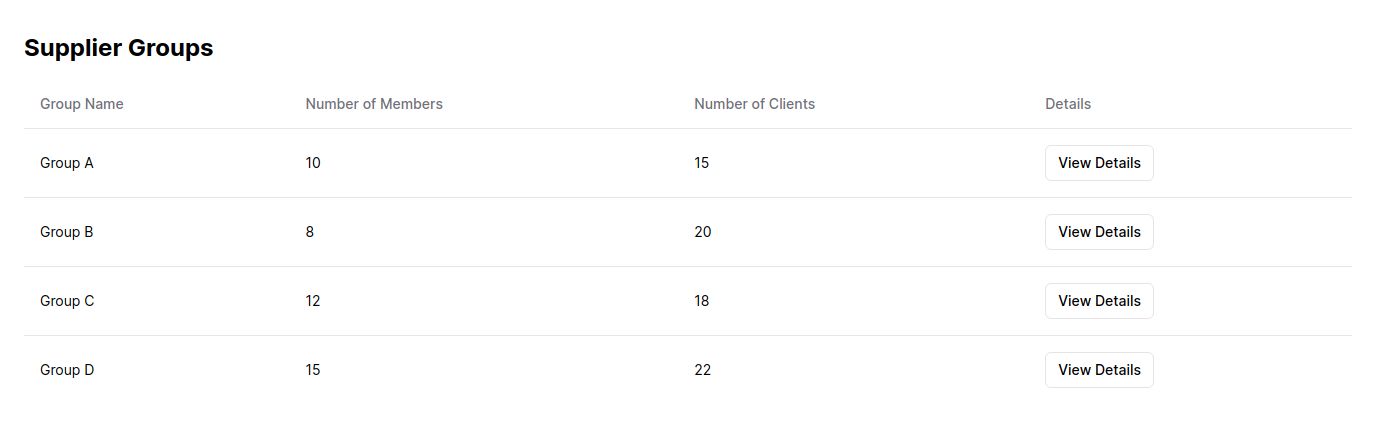 Supplier Groups
Group Name Number of Members Number of Clients Details
Group A 10 15 View Details
Group B 8 20 View Details
Group C 12 18 View Details
Group D 15 22 View Details